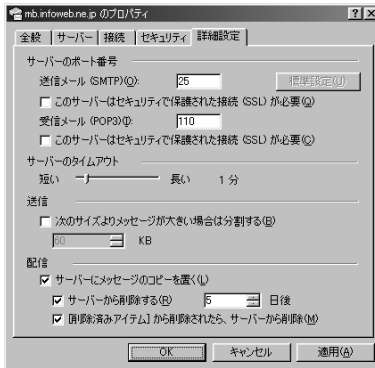 mb.infoweb.ne.jp のプロパティ
全般 サーバー 接続 セキュリティ 詳細設定
サーバーのポート番号
送信メール (SMTP)(O): 25 標準設定(U)
このサーバーはセキュリティで保護された接続 (SSL) が必要(Q)
受信メール (POP3)(I): 110
このサーバーはセキュリティで保護された接続 (SSL) が必要(C)
サーバーのタイムアウト
短い 長い 1 分
送信
次のサイズよりメッセージが大きい場合は分割する(B)
60 KB
配信
サーバーにメッセージのコピーを置く(L)
サーバーから削除する(R) 5 日後
[削除済みアイテム] から削除されたら、サーバーから削除(M)
OK キャンセル 適用(A)